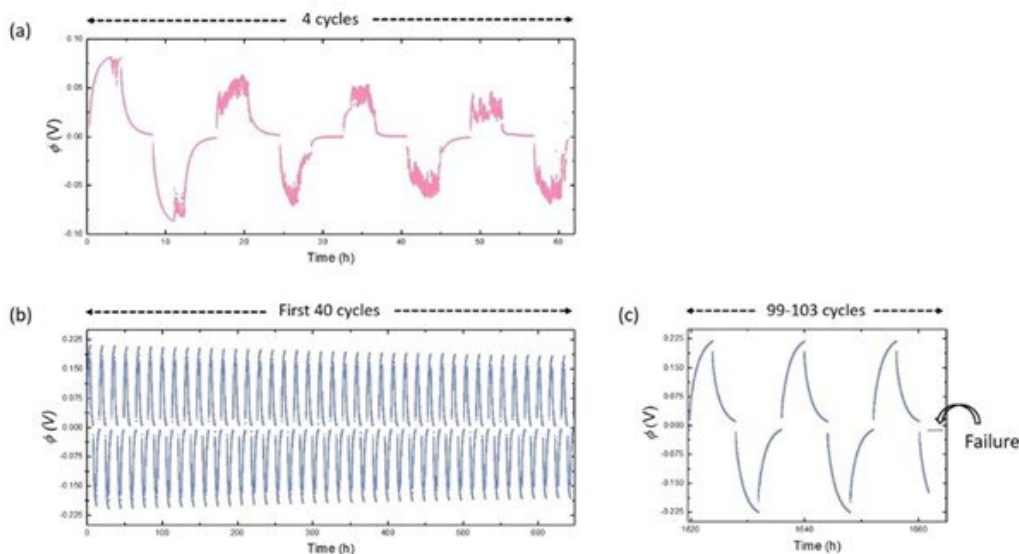 4 cycles
(a)
0.10
0.05
0.00
-0.05
-0.10
ϕ (V)
0 10 20 30 40 50 60
Time (h)
First 40 cycles
(b)
0.225
0.150
0.075
0.000
-0.075
-0.150
-0.225
ϕ (V)
0 100 200 300 400 500 600
Time (h)
99-103 cycles
(c)
0.225
0.150
0.075
0.000
-0.075
-0.150
-0.225
ϕ (V)
Failure
Time (h)